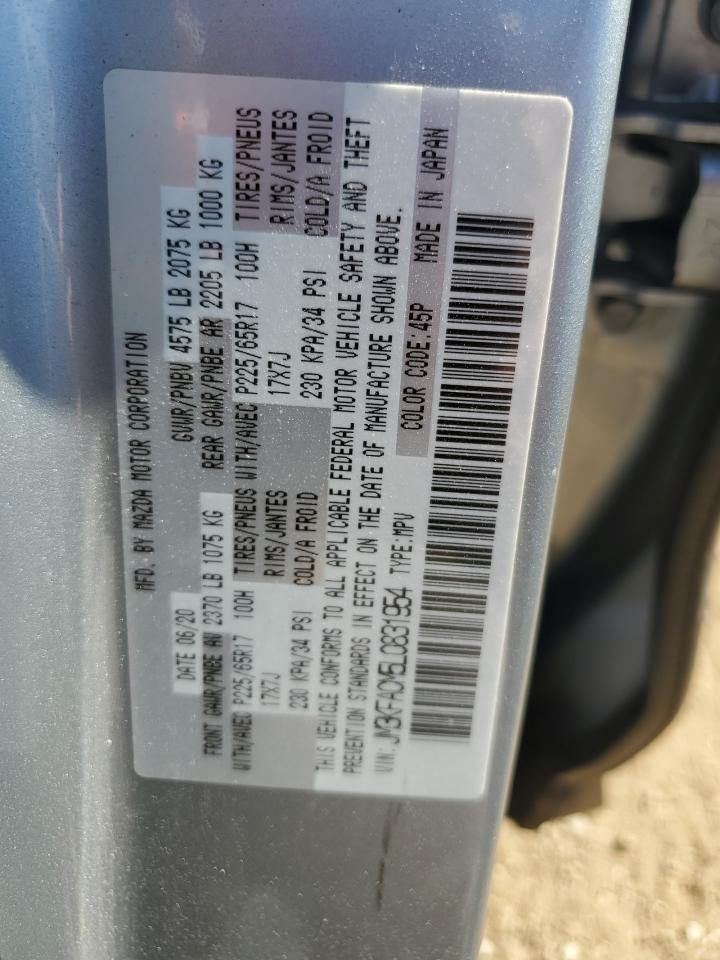 MFD. BY MAZDA MOTOR CORPORATION
DATE 06/20 GVWR/PNBV 4575 LB 2075 KG
FRONT GAWR/PNBE AV 2370 LB 1075 KG REAR GAWR/PNBE AR 2205 LB 1000 KG
WITH/AVEC P225/65R17 100H TIRES/PNEUS WITH/AVEC P225/65R17 100H TIRES/PNEUS
17X7J RIMS/JANTES 17X7J RIMS/JANTES
230 KPA/34 PSI COLD/A FROID 230 KPA/34 PSI COLD/A FROID
THIS VEHICLE CONFORMS TO ALL APPLICABLE FEDERAL MOTOR VEHICLE SAFETY AND THEFT
PREVENTION STANDARDS IN EFFECT ON THE DATE OF MANUFACTURE SHOWN ABOVE.
VIN: JM3KFACM5L0831954 TYPE:MPV COLOR CODE:45P MADE IN JAPAN